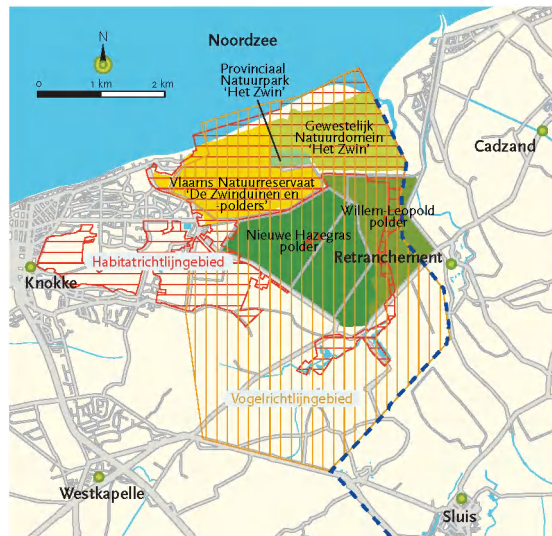 N
Noordzee
0 1 km 2 km
Provinciaal
Natuurpark
'Het Zwin'
Gewestelijk
Natuurdomein
'Het Zwin'
Cadzand
Vlaams Natuurreservaat
'De Zwinduinen en
-polders'
Willem-Leopold
polder
Nieuwe Hazegras
polder
Retranchement
Habitatrichtlijngebied
Knokke
Vogelrichtlijngebied
Westkapelle
Sluis